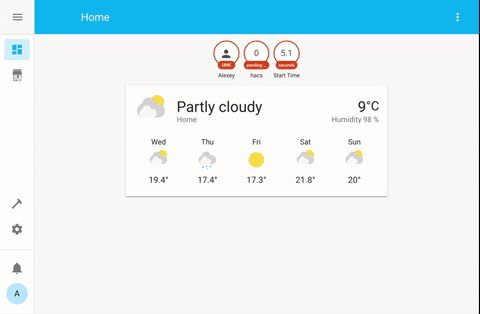 Home
0
5.1
UNK
pending ...
seconds
Alexey
hacs
Start Time
Partly cloudy
9°C
Home
Humidity 98 %
Wed
Thu
Fri
Sat
Sun
19.4°
17.4°
17.3°
21.8°
20°
A